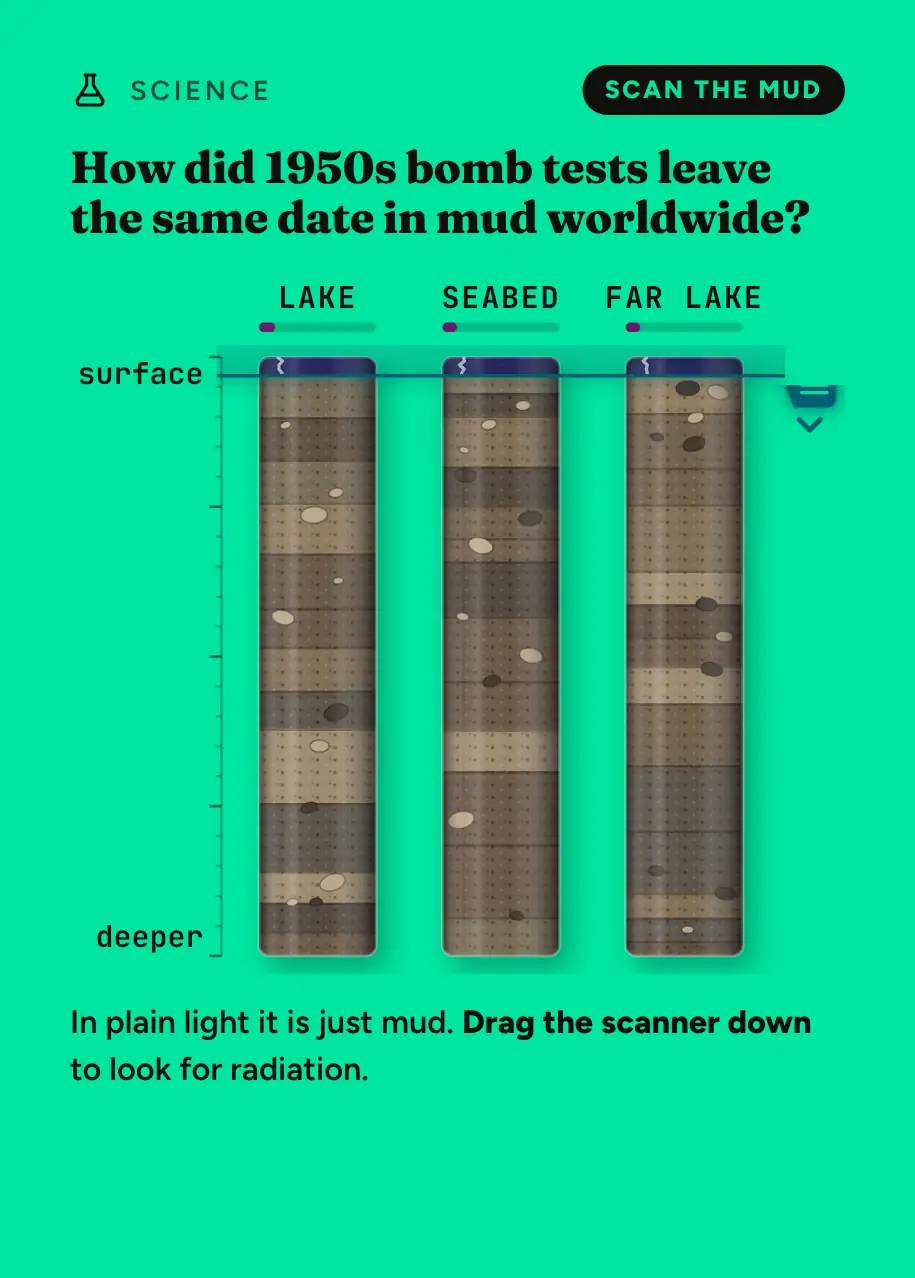 SCIENCE
SCAN THE MUD
How did 1950s bomb tests leave
the same date in mud worldwide?
LAKE
SEABED
FAR LAKE
surface
deeper
In plain light it is just mud. Drag the scanner down
to look for radiation.